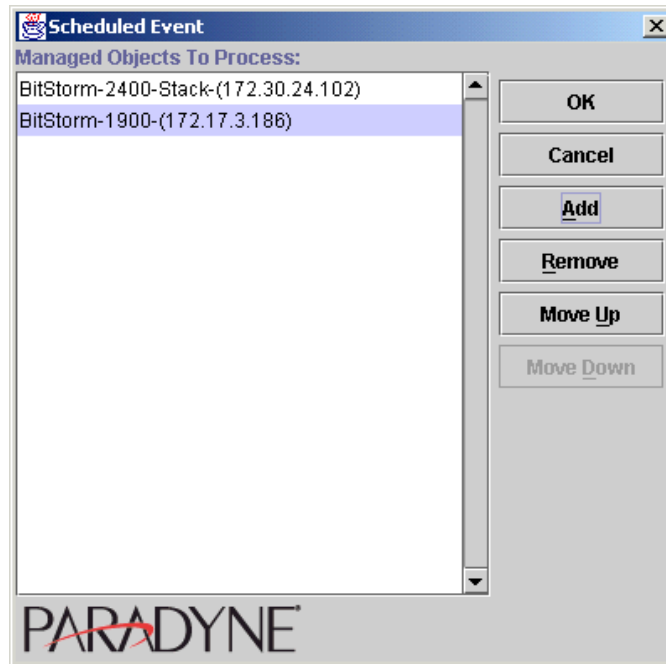 Scheduled Event
Managed Objects To Process:
BitStorm-2400-Stack-(172.30.24.102)
BitStorm-1900-(172.17.3.186)
OK
Cancel
Add
Remove
Move Up
Move Down
PARADYNE®